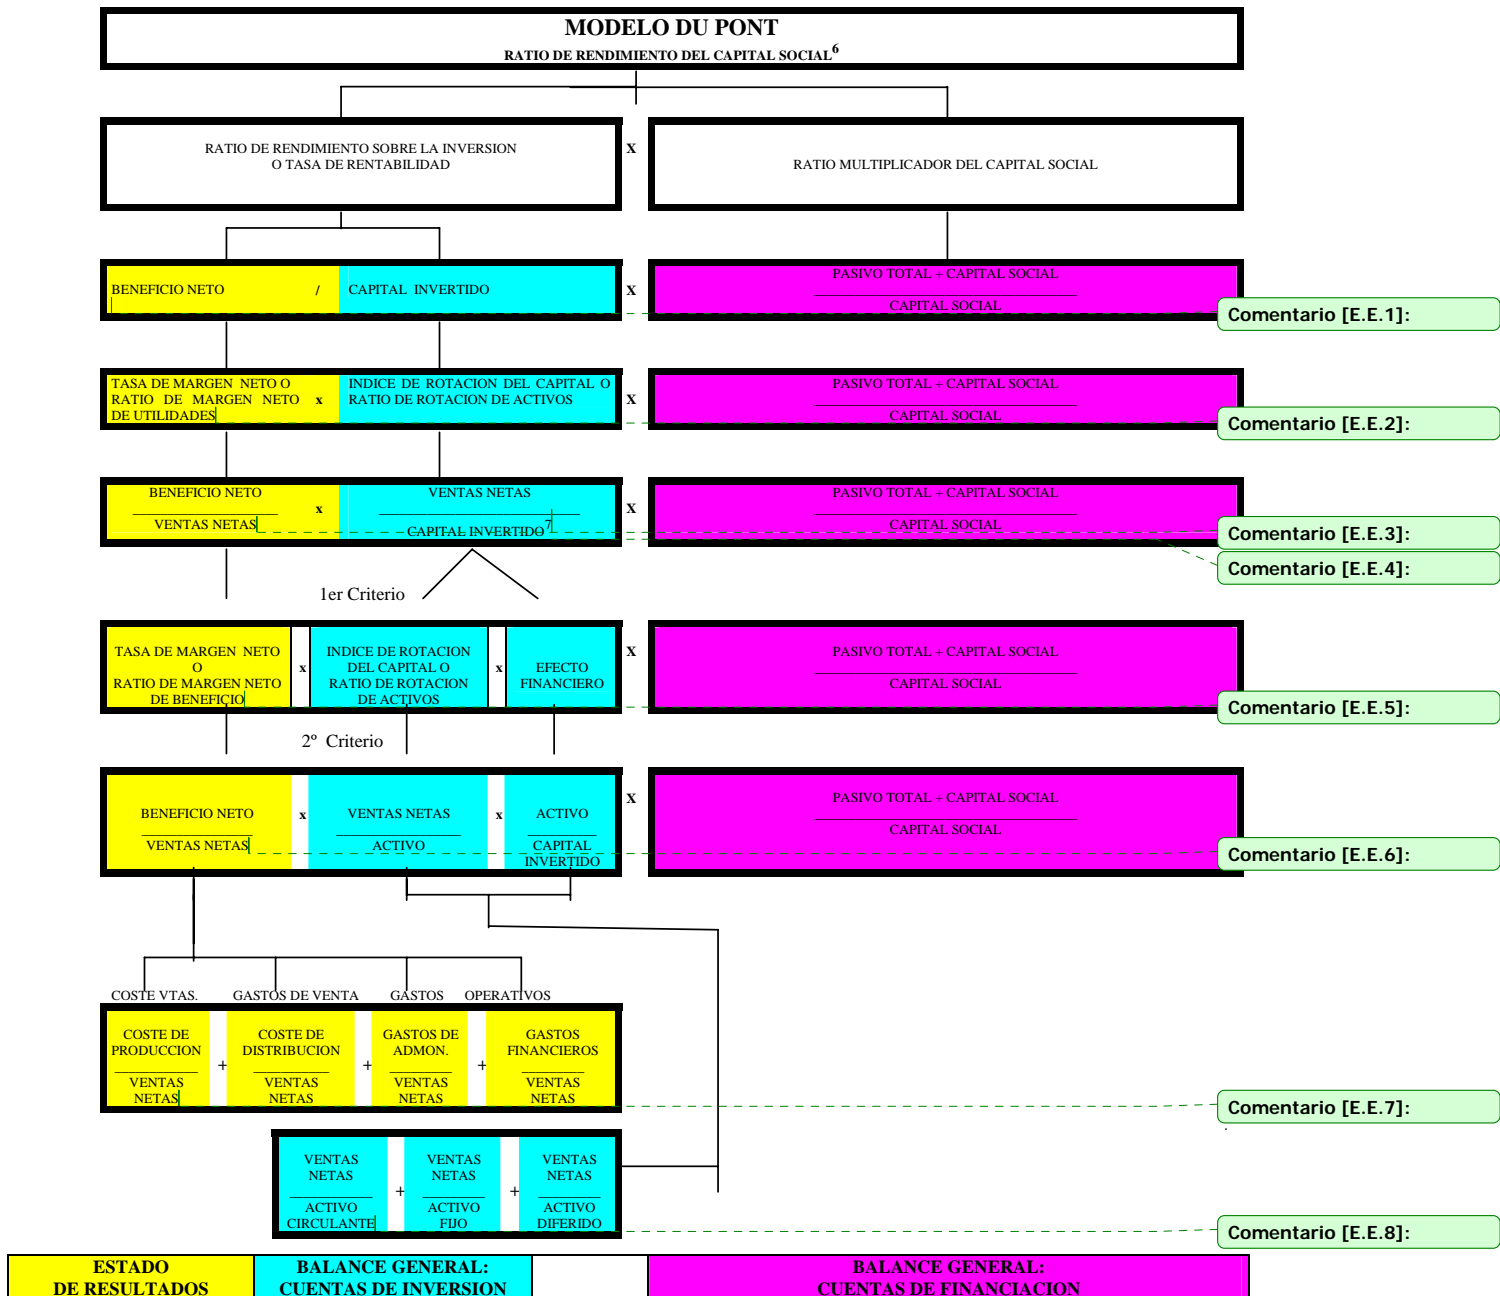 MODELO DU PONT
RATIO DE RENDIMIENTO DEL CAPITAL SOCIAL6
RATIO DE RENDIMIENTO SOBRE LA INVERSION
O TASA DE RENTABILIDAD
X
RATIO MULTIPLICADOR DEL CAPITAL SOCIAL
BENEFICIO NETO / CAPITAL INVERTIDO
X
PASIVO TOTAL + CAPITAL SOCIAL
CAPITAL SOCIAL
Comentario [E.E.1]:
TASA DE MARGEN NETO O
RATIO DE MARGEN NETO
DE UTILIDADES
x
INDICE DE ROTACION DEL CAPITAL O
RATIO DE ROTACION DE ACTIVOS
X
PASIVO TOTAL + CAPITAL SOCIAL
CAPITAL SOCIAL
Comentario [E.E.2]:
BENEFICIO NETO
VENTAS NETAS
x
VENTAS NETAS
CAPITAL INVERTIDO7
X
PASIVO TOTAL + CAPITAL SOCIAL
CAPITAL SOCIAL
Comentario [E.E.3]:
Comentario [E.E.4]:
1er Criterio
TASA DE MARGEN NETO
O
RATIO DE MARGEN NETO
DE BENEFICIO
x
INDICE DE ROTACION
DEL CAPITAL O
RATIO DE ROTACION
DE ACTIVOS
x
EFECTO
FINANCIERO
X
PASIVO TOTAL + CAPITAL SOCIAL
CAPITAL SOCIAL
Comentario [E.E.5]:
2º Criterio
BENEFICIO NETO
VENTAS NETAS
x
VENTAS NETAS
ACTIVO
x
ACTIVO
CAPITAL
INVERTIDO
X
PASIVO TOTAL + CAPITAL SOCIAL
CAPITAL SOCIAL
Comentario [E.E.6]:
COSTE VTAS. GASTOS DE VENTA GASTOS OPERATIVOS
COSTE DE
PRODUCCION
VENTAS
NETAS
+
COSTE DE
DISTRIBUCION
VENTAS
NETAS
+
GASTOS DE
ADMON.
VENTAS
NETAS
+
GASTOS
FINANCIEROS
VENTAS
NETAS
Comentario [E.E.7]:
.
VENTAS
NETAS
ACTIVO
CIRCULANTE
+
VENTAS
NETAS
ACTIVO
FIJO
+
VENTAS
NETAS
ACTIVO
DIFERIDO
Comentario [E.E.8]:
ESTADO
DE RESULTADOS
BALANCE GENERAL:
CUENTAS DE INVERSION
BALANCE GENERAL:
CUENTAS DE FINANCIACION